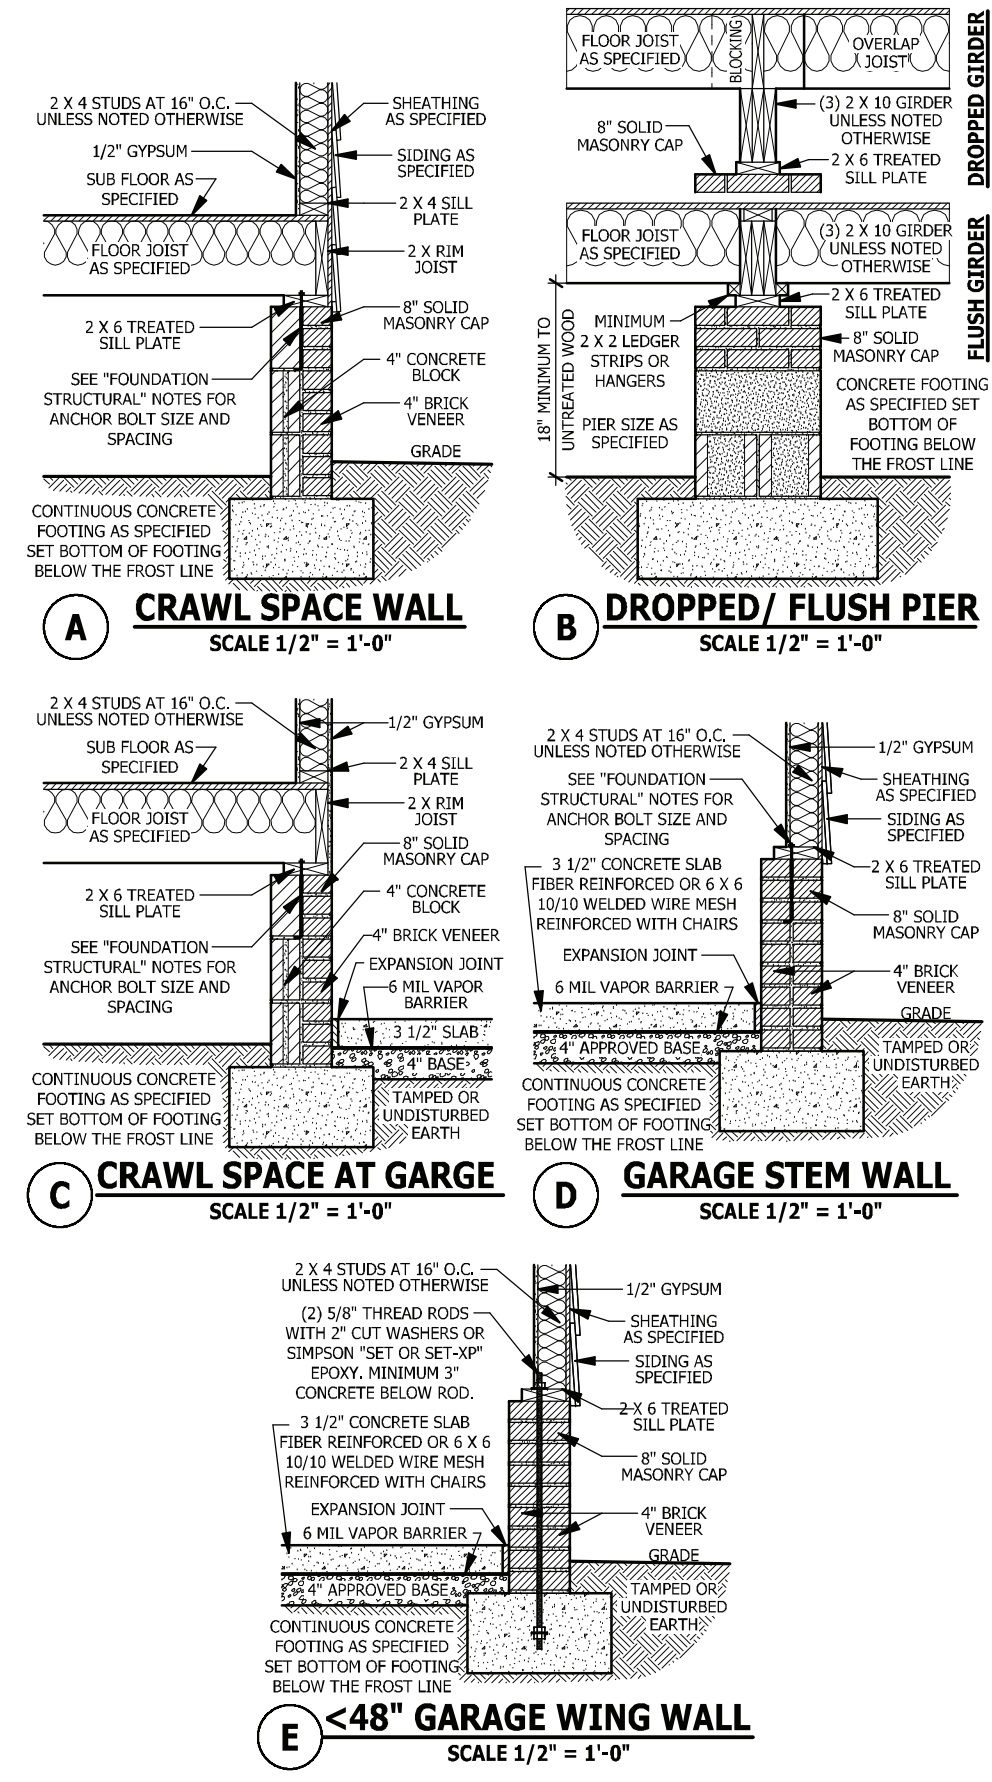 2 X 4 STUDS AT 16" O.C.
UNLESS NOTED OTHERWISE
1/2" GYPSUM
SUB FLOOR AS
SPECIFIED
FLOOR JOIST
AS SPECIFIED
2 X 6 TREATED
SILL PLATE
SEE "FOUNDATION
STRUCTURAL" NOTES FOR
ANCHOR BOLT SIZE AND
SPACING
CONTINUOUS CONCRETE
FOOTING AS SPECIFIED
SET BOTTOM OF FOOTING
BELOW THE FROST LINE
SHEATHING
AS SPECIFIED
SIDING AS
SPECIFIED
2 X 4 SILL
PLATE
2 X RIM
JOIST
8" SOLID
MASONRY CAP
4" CONCRETE
BLOCK
4" BRICK
VENEER
GRADE
A
CRAWL SPACE WALL
SCALE 1/2" = 1'-0"
FLOOR JOIST
AS SPECIFIED
BLOCKING
OVERLAP
JOIST
8" SOLID
MASONRY CAP
(3) 2 X 10 GIRDER
UNLESS NOTED
OTHERWISE
2 X 6 TREATED
SILL PLATE
DROPPED GIRDER
FLOOR JOIST
AS SPECIFIED
(3) 2 X 10 GIRDER
UNLESS NOTED
OTHERWISE
2 X 6 TREATED
SILL PLATE
FLUSH GIRDER
18" MINIMUM TO
UNTREATED WOOD
MINIMUM
2 X 2 LEDGER
STRIPS OR
HANGERS
PIER SIZE AS
SPECIFIED
8" SOLID
MASONRY CAP
CONCRETE FOOTING
AS SPECIFIED SET
BOTTOM OF
FOOTING BELOW
THE FROST LINE
B
DROPPED/ FLUSH PIER
SCALE 1/2" = 1'-0"
2 X 4 STUDS AT 16" O.C.
UNLESS NOTED OTHERWISE
SUB FLOOR AS
SPECIFIED
FLOOR JOIST
AS SPECIFIED
2 X 6 TREATED
SILL PLATE
SEE "FOUNDATION
STRUCTURAL" NOTES FOR
ANCHOR BOLT SIZE AND
SPACING
CONTINUOUS CONCRETE
FOOTING AS SPECIFIED
SET BOTTOM OF FOOTING
BELOW THE FROST LINE
1/2" GYPSUM
2 X 4 SILL
PLATE
2 X RIM
JOIST
8" SOLID
MASONRY CAP
4" CONCRETE
BLOCK
4" BRICK VENEER
EXPANSION JOINT
6 MIL VAPOR
BARRIER
3 1/2" SLAB
4" BASE
TAMPED OR
UNDISTURBED
EARTH
C
CRAWL SPACE AT GARGE
SCALE 1/2" = 1'-0"
2 X 4 STUDS AT 16" O.C.
UNLESS NOTED OTHERWISE
SEE "FOUNDATION
STRUCTURAL" NOTES FOR
ANCHOR BOLT SIZE AND
SPACING
3 1/2" CONCRETE SLAB
FIBER REINFORCED OR 6 X 6
10/10 WELDED WIRE MESH
REINFORCED WITH CHAIRS
EXPANSION JOINT
6 MIL VAPOR BARRIER
4" APPROVED BASE
CONTINUOUS CONCRETE
FOOTING AS SPECIFIED
SET BOTTOM OF FOOTING
BELOW THE FROST LINE
1/2" GYPSUM
SHEATHING
AS SPECIFIED
SIDING AS
SPECIFIED
2 X 6 TREATED
SILL PLATE
8" SOLID
MASONRY CAP
4" BRICK
VENEER
GRADE
TAMPED OR
UNDISTURBED
EARTH
D
GARAGE STEM WALL
SCALE 1/2" = 1'-0"
2 X 4 STUDS AT 16" O.C.
UNLESS NOTED OTHERWISE
(2) 5/8" THREAD RODS
WITH 2" CUT WASHERS OR
SIMPSON "SET OR SET-XP"
EPOXY. MINIMUM 3"
CONCRETE BELOW ROD.
3 1/2" CONCRETE SLAB
FIBER REINFORCED OR 6 X 6
10/10 WELDED WIRE MESH
REINFORCED WITH CHAIRS
EXPANSION JOINT
6 MIL VAPOR BARRIER
4" APPROVED BASE
CONTINUOUS CONCRETE
FOOTING AS SPECIFIED
SET BOTTOM OF FOOTING
BELOW THE FROST LINE
1/2" GYPSUM
SHEATHING
AS SPECIFIED
SIDING AS
SPECIFIED
2 X 6 TREATED
SILL PLATE
8" SOLID
MASONRY CAP
4" BRICK
VENEER
GRADE
TAMPED OR
UNDISTURBED
EARTH
E
<48" GARAGE WING WALL
SCALE 1/2" = 1'-0"